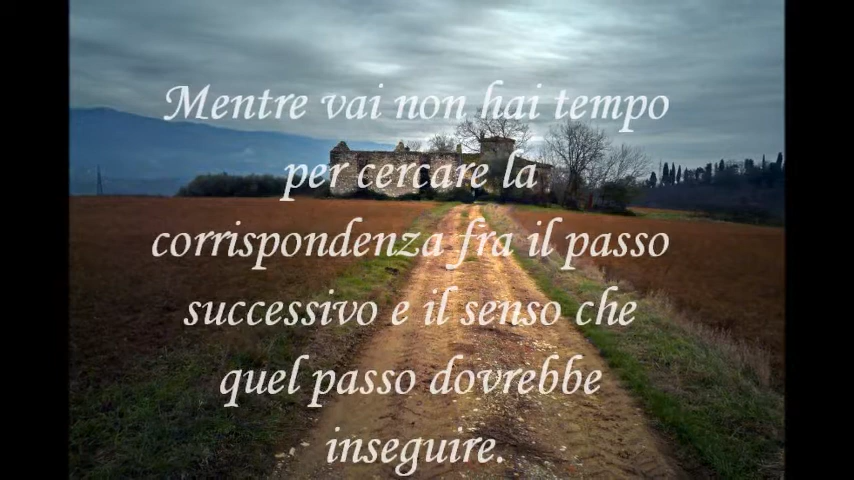 Mentre vai non hai tempo
per cercare la
corrispondenza fra il passo
successivo e il senso che
quel passo dovrebbe
inseguire.